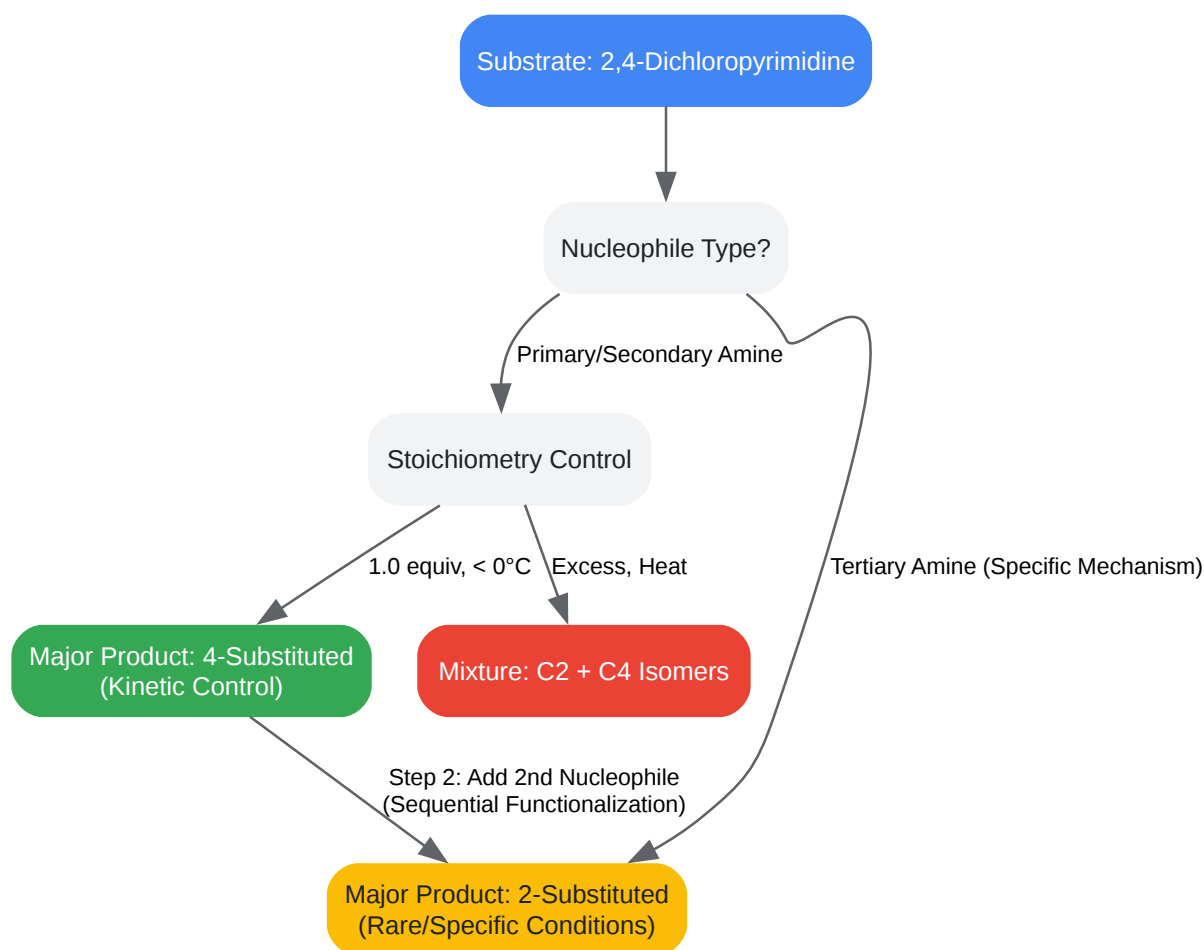 Substrate: 2,4-Dichloropyrimidine
Nucleophile Type?
Primary/Secondary Amine
Stoichiometry Control
1.0 equiv, < 0°C
Excess, Heat
Tertiary Amine (Specific Mechanism)
Major Product: 4-Substituted
(Kinetic Control)
Mixture: C2 + C4 Isomers
Step 2: Add 2nd Nucleophile
(Sequential Functionalization)
Major Product: 2-Substituted
(Rare/Specific Conditions)